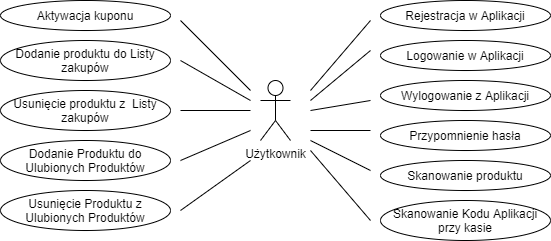 Aktywacja kuponu
Dodanie produktu do Listy
zakupów
Usunięcie produktu z Listy
zakupów
Dodanie Produktu do
Ulubionych Produktów
Usunięcie Produktu z
Ulubionych Produktów
Użytkownik
Rejestracja w Aplikacji
Logowanie w Aplikacji
Wylogowanie z Aplikacji
Przypomnienie hasła
Skanowanie produktu
Skanowanie Kodu Aplikacji
przy kasie